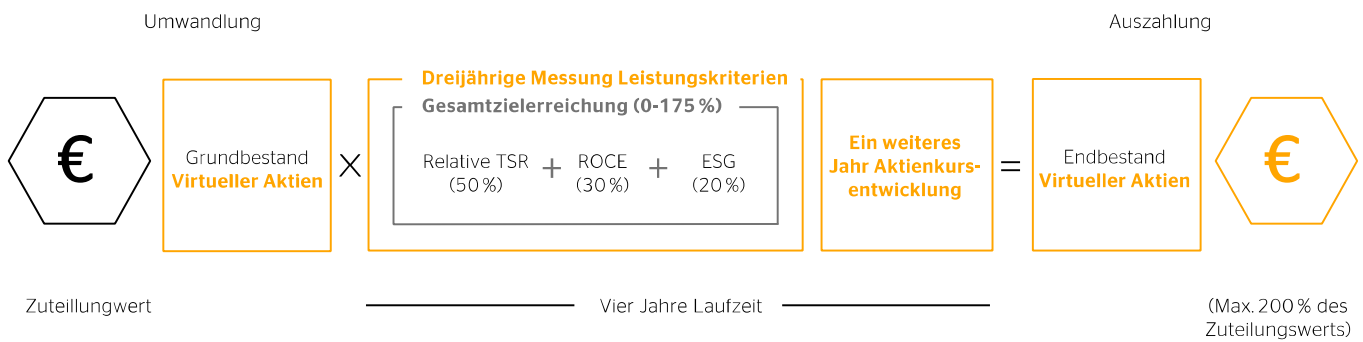 Umwandlung
Auszahlung
Dreijährige Messung Leistungskriterien
Gesamtzielerreichung (0-175 %)
€
Grundbestand
Virtueller Aktien
X
Relative TSR
(50 %)
+
ROCE
(30 %)
+
ESG
(20 %)
Ein weiteres
Jahr Aktienkurs-
entwicklung
=
Endbestand
Virtueller Aktien
€
Zuteillungwert
Vier Jahre Laufzeit
(Max. 200 % des
Zuteilungswerts)